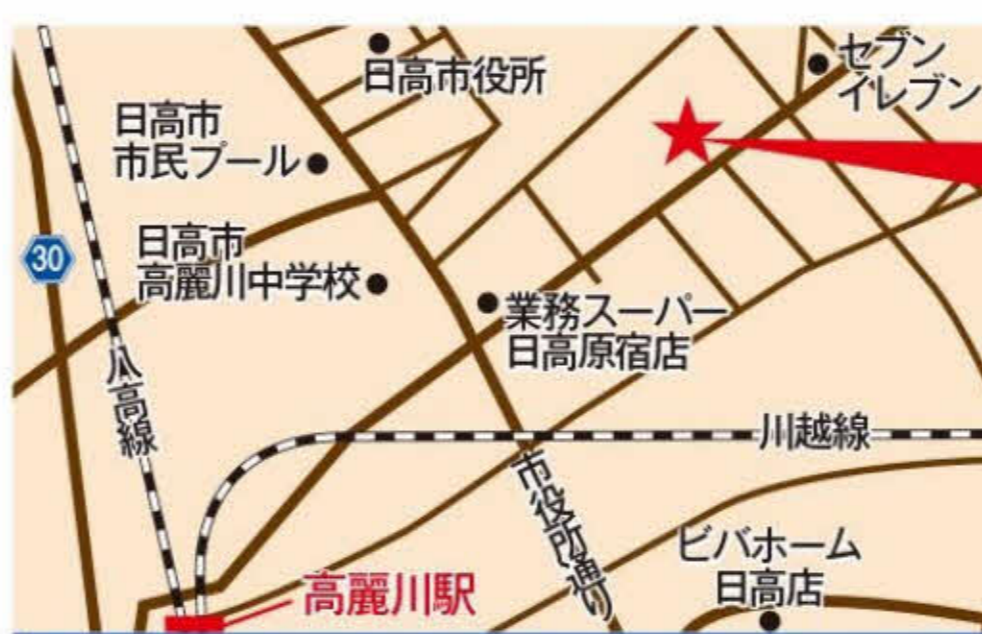 日高市役所
セブン
イレブン
日高市
市民プール
日高市
高麗川中学校
30
業務スーパー
日高原宿店
八高線
川越線
市役所通り
ビバホーム
日高店
高麗川駅